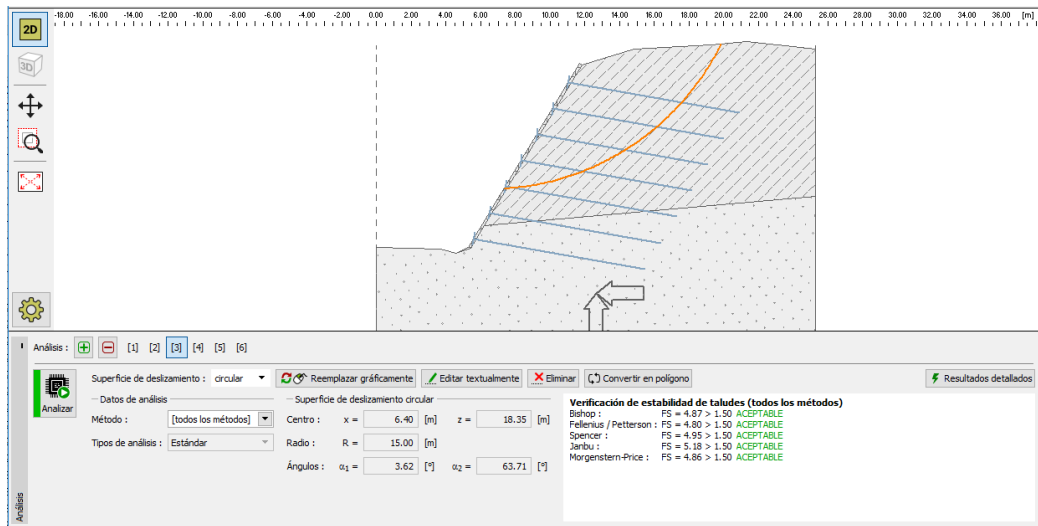 -18.00 -16.00 -14.00 -12.00 -10.00 -8.00 -6.00 -4.00 -2.00 0.00 2.00 4.00 6.00 8.00 10.00 12.00 14.00 16.00 18.00 20.00 22.00 24.00 26.00 28.00 30.00 32.00 34.00 36.00 [m]
2D
3D
Análisis : [1] [2] [3] [4] [5] [6]
Analizar
Superficie de deslizamiento : circular Reemplazar gráficamente Editar textualmente Eliminar Convertir en polígono Resultados detallados
Datos de análisis
Método : [todos los métodos]
Tipos de análisis : Estándar
Superficie de deslizamiento circular
Centro : x = 6.40 [m] z = 18.35 [m]
Radio : R = 15.00 [m]
Ángulos : α1 = 3.62 [°] α2 = 63.71 [°]
Verificación de estabilidad de taludes (todos los métodos)
Bishop : FS = 4.87 > 1.50 ACEPTABLE
Fellenius / Petterson : FS = 4.80 > 1.50 ACEPTABLE
Spencer : FS = 4.95 > 1.50 ACEPTABLE
Janbu : FS = 5.18 > 1.50 ACEPTABLE
Morgenstern-Price : FS = 4.86 > 1.50 ACEPTABLE
Análisis